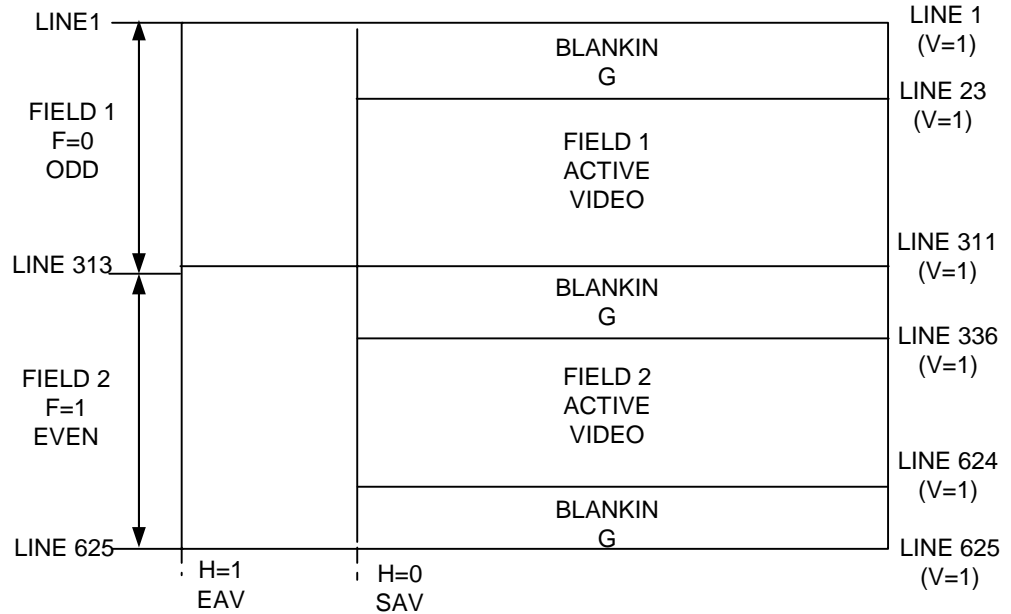 LINE1
LINE 1
(V=1)
BLANKIN
G
LINE 23
(V=1)
FIELD 1
F=0
ODD
FIELD 1
ACTIVE
VIDEO
LINE 313
LINE 311
(V=1)
BLANKIN
G
LINE 336
(V=1)
FIELD 2
F=1
EVEN
FIELD 2
ACTIVE
VIDEO
LINE 624
(V=1)
BLANKIN
G
LINE 625
LINE 625
(V=1)
H=1
EAV
H=0
SAV